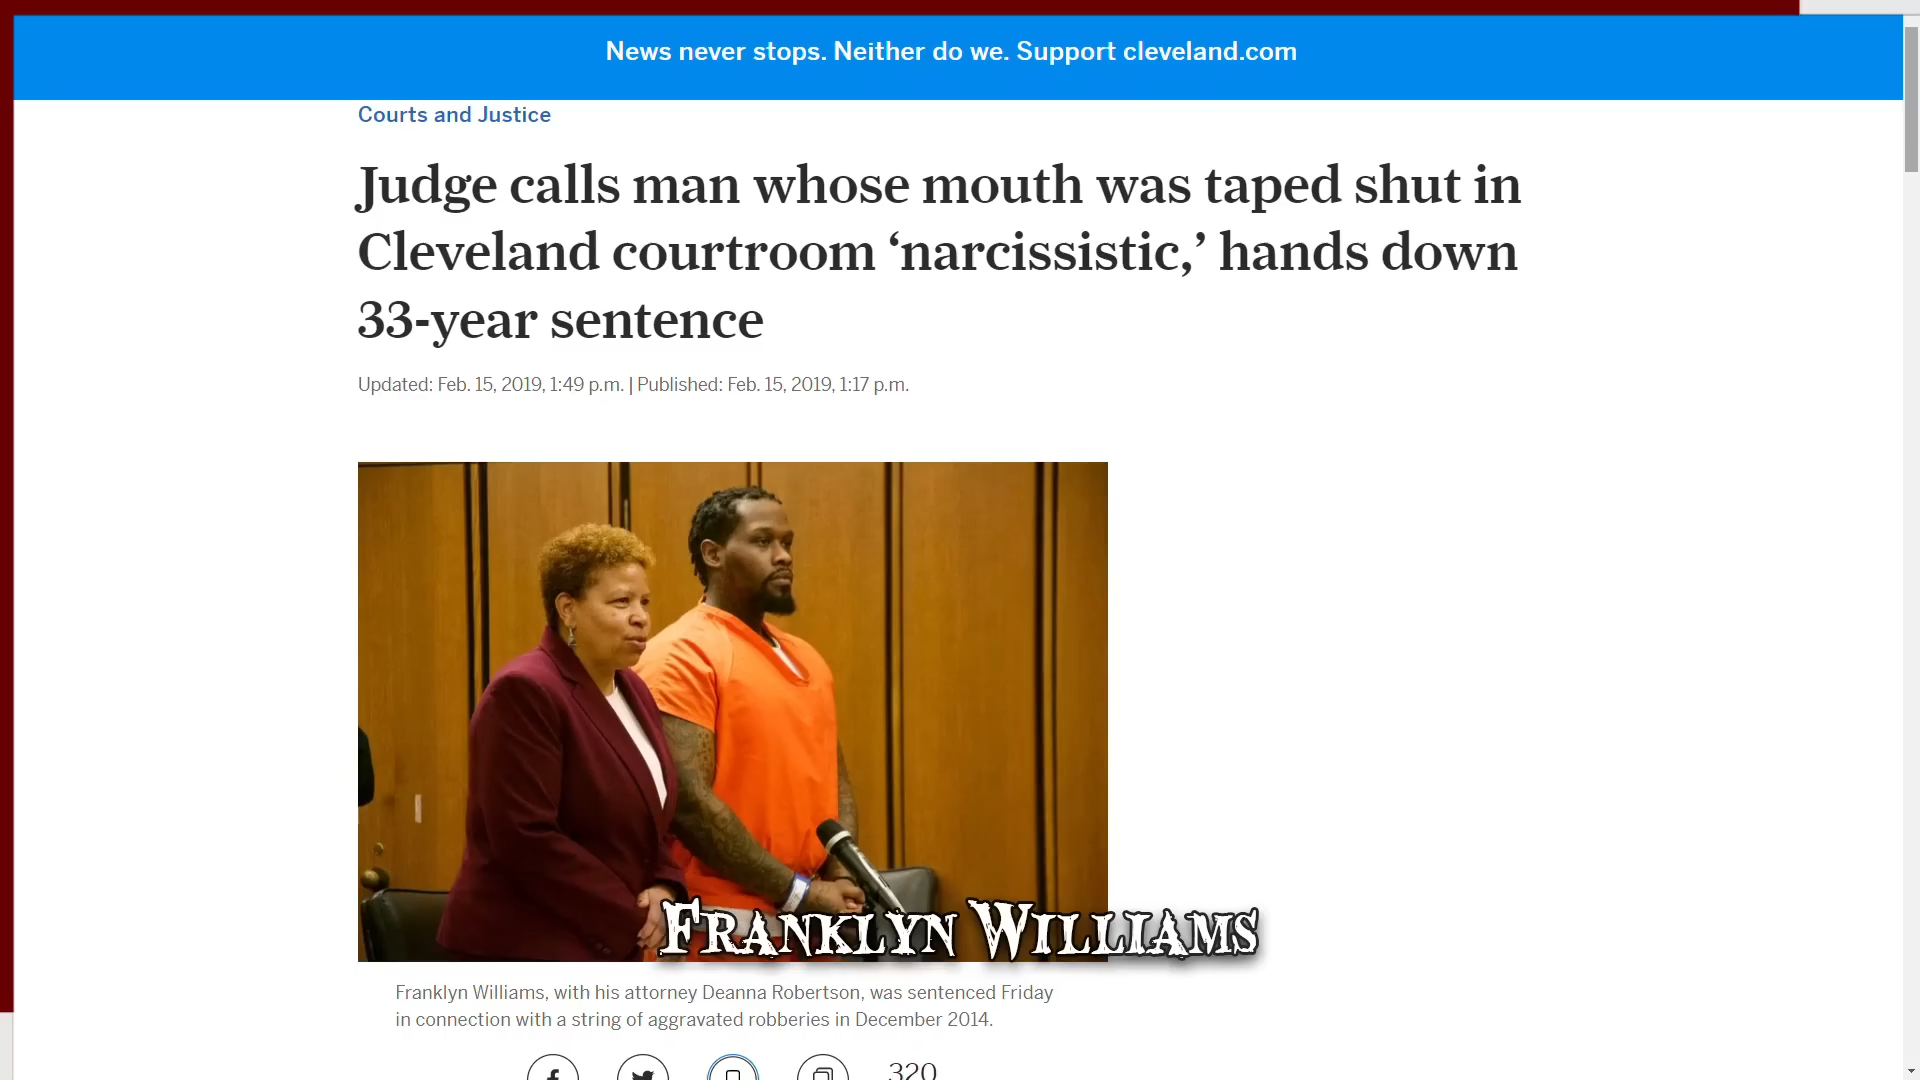 News never stops. Neither do we. Support cleveland.com
Courts and Justice
Judge calls man whose mouth was taped shut in
Cleveland courtroom ‘narcissistic,’ hands down
33-year sentence
Updated: Feb. 15, 2019, 1:49 p.m. | Published: Feb. 15, 2019, 1:17 p.m.
Franklyn Williams
Franklyn Williams, with his attorney Deanna Robertson, was sentenced Friday
in connection with a string of aggravated robberies in December 2014.
320